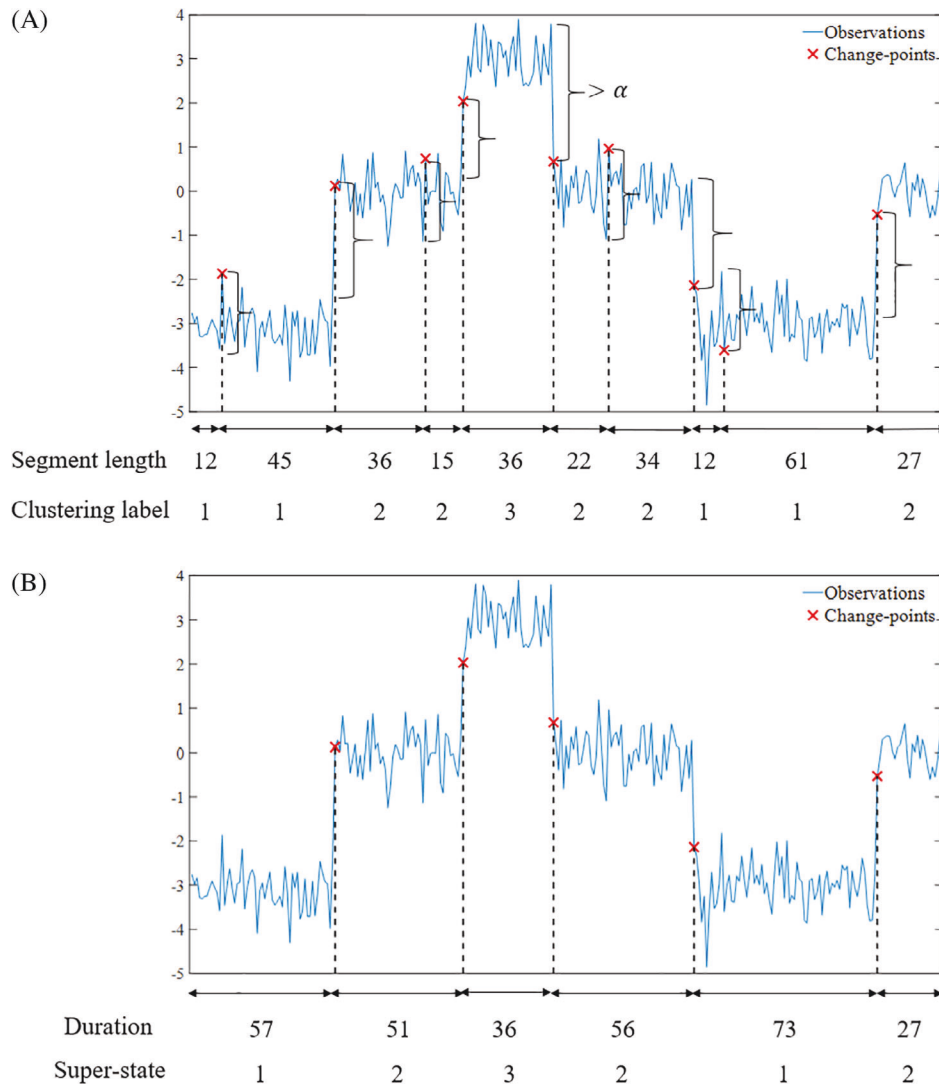 (A)
4
3
2
1
0
-1
-2
-3
-4
-5
Observations
Change-points
> α
Segment length 12 45 36 15 36 22 34 12 61 27
Clustering label 1 1 2 2 3 2 2 1 1 2
(B)
4
3
2
1
0
-1
-2
-3
-4
-5
Observations
Change-points
Duration 57 51 36 56 73 27
Super-state 1 2 3 2 1 2